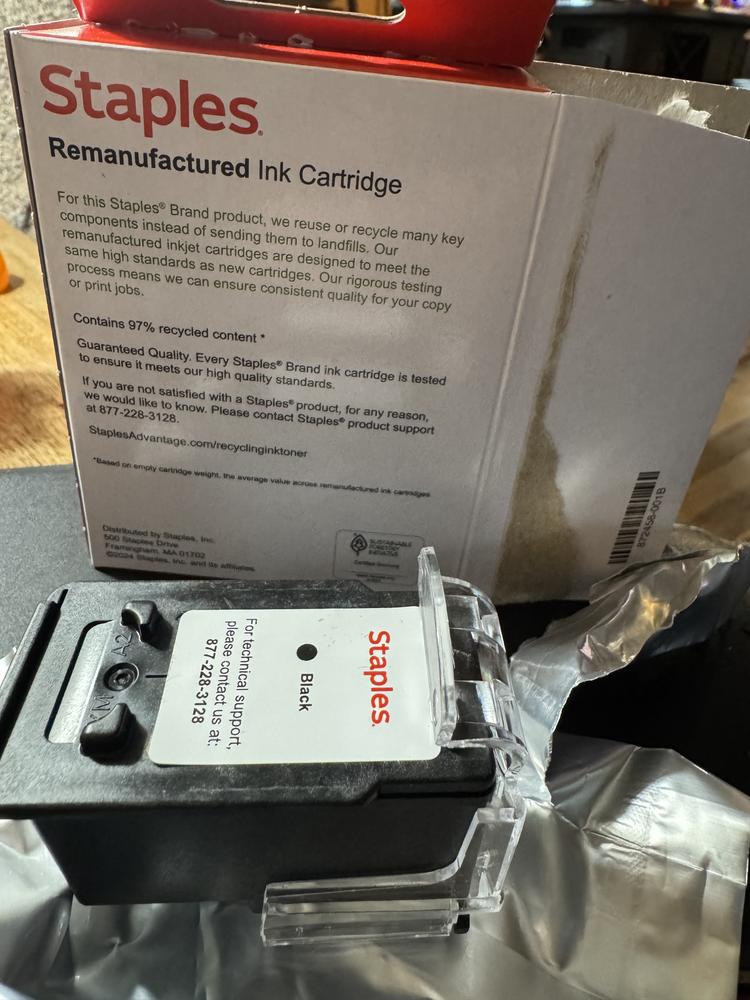 Staples®
Remanufactured Ink Cartridge
For this Staples® Brand product, we reuse or recycle many key
components instead of sending them to landfills. Our
remanufactured inkjet cartridges are designed to meet the
same high standards as new cartridges. Our rigorous testing
process means we can ensure consistent quality for your copy
or print jobs.
Contains 97% recycled content *
Guaranteed Quality. Every Staples® Brand ink cartridge is tested
to ensure it meets our high quality standards.
If you are not satisfied with a Staples® product, for any reason,
we would like to know. Please contact Staples® product support
at 877-228-3128.
StaplesAdvantage.com/recyclinginktoner
*Based on empty cartridge weight, the average value across remanufactured ink cartridges
Distributed by Staples, Inc.
500 Staples Drive
Framingham, MA 01702
©2024 Staples, Inc. and its affiliates.
SUSTAINABLE
FORESTRY
INITIATIVE
Certified Sourcing
872458-001B
Staples®
Black
For technical support,
please contact us at:
877-228-3128